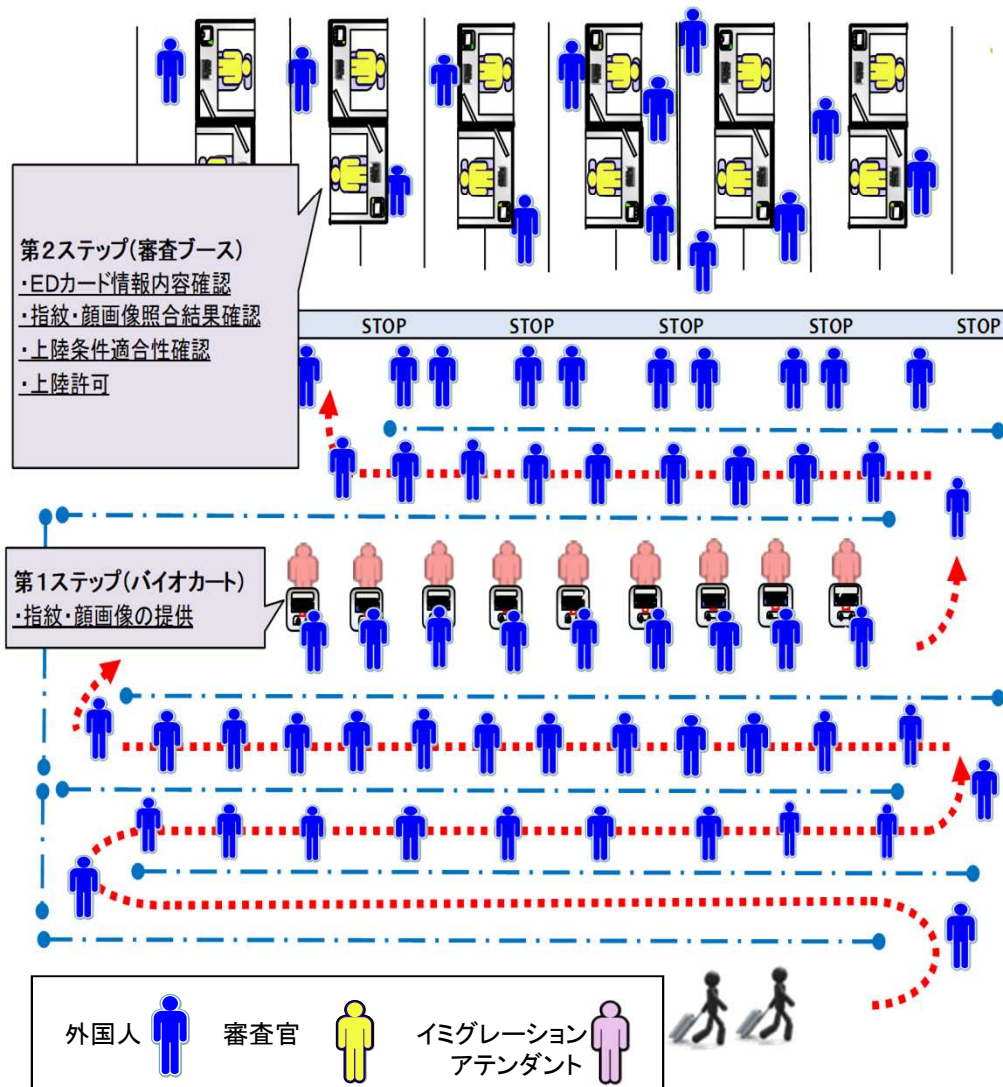 第2ステップ(審査ブース)
・EDカード情報内容確認
・指紋・顔画像照合結果確認
・上陸条件適合性確認
・上陸許可
STOP STOP STOP STOP STOP
第1ステップ(バイオカート)
・指紋・顔画像の提供
外国人 審査官 イミグレーション
アテンダント